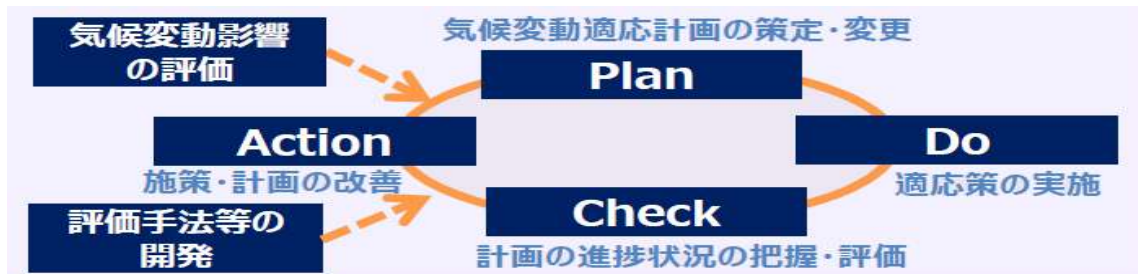 気候変動影響
の評価
気候変動適応計画の策定･変更
Plan
Action
施策･計画の改善
Do
適応策の実施
評価手法等の
開発
Check
計画の進捗状況の把握･評価